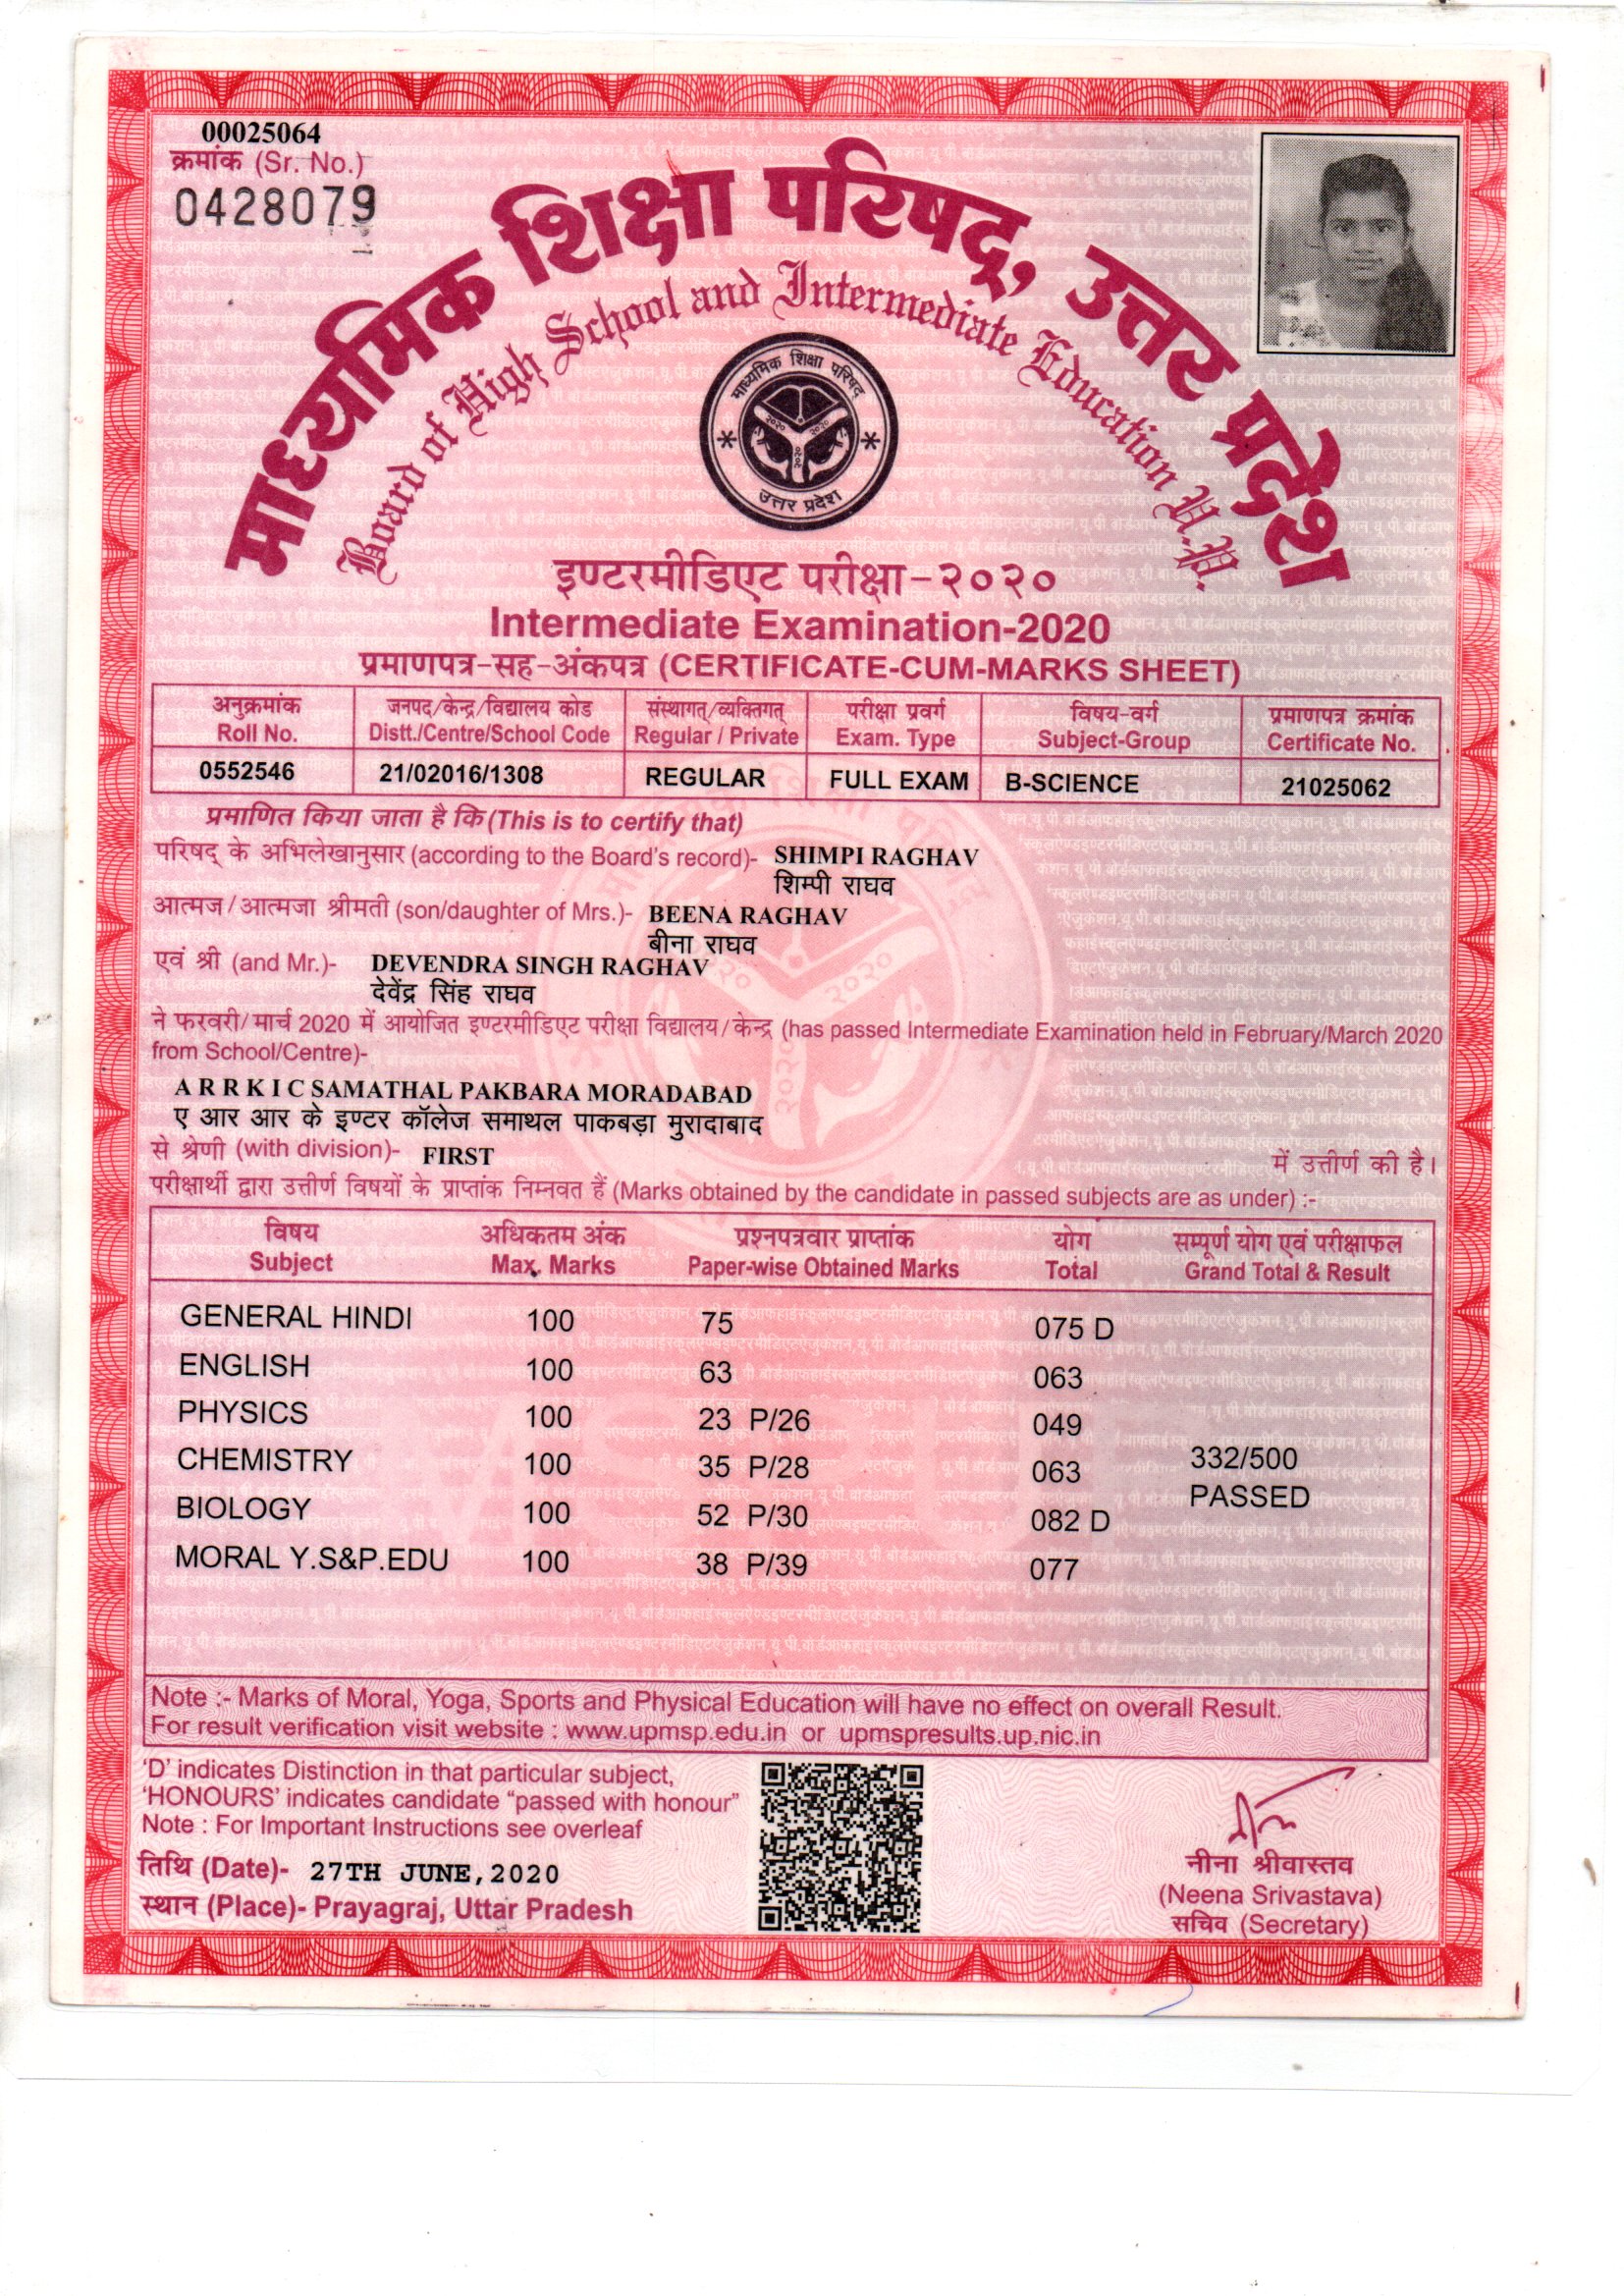 00025064
क्रमांक (Sr. No.)
0428079
माध्यमिक शिक्षा परिषद्, उत्तर प्रदेश
Board of High School and Intermediate Education U.P.
माध्यमिक शिक्षा परिषद
२०२० २०२०
२०२०
उत्तर प्रदेश
इण्टरमीडिएट परीक्षा-२०२०
Intermediate Examination-2020
प्रमाणपत्र-सह-अंकपत्र (CERTIFICATE-CUM-MARKS SHEET)
अनुक्रमांक जनपद/केन्द्र/विद्यालय कोड संस्थागत्/व्यक्तिगत् परीक्षा प्रवर्ग विषय-वर्ग प्रमाणपत्र क्रमांक
Roll No. Distt./Centre/School Code Regular / Private Exam. Type Subject-Group Certificate No.
0552546 21/02016/1308 REGULAR FULL EXAM B-SCIENCE 21025062
प्रमाणित किया जाता है कि (This is to certify that)
परिषद् के अभिलेखानुसार (according to the Board's record)- SHIMPI RAGHAV
शिम्पी राघव
आत्मज/आत्मजा श्रीमती (son/daughter of Mrs.)- BEENA RAGHAV
बीना राघव
एवं श्री (and Mr.)- DEVENDRA SINGH RAGHAV
देवेंद्र सिंह राघव
ने फरवरी/मार्च 2020 में आयोजित इण्टरमीडिएट परीक्षा विद्यालय/केन्द्र (has passed Intermediate Examination held in February/March 2020
from School/Centre)-
A R R K I C SAMATHAL PAKBARA MORADABAD
ए आर आर के इण्टर कॉलेज समाथल पाकबड़ा मुरादाबाद
से श्रेणी (with division)- FIRST में उत्तीर्ण की है।
परीक्षार्थी द्वारा उत्तीर्ण विषयों के प्राप्तांक निम्नवत हैं (Marks obtained by the candidate in passed subjects are as under) :-
विषय अधिकतम अंक प्रश्नपत्रवार प्राप्तांक योग सम्पूर्ण योग एवं परीक्षाफल
Subject Max. Marks Paper-wise Obtained Marks Total Grand Total & Result
GENERAL HINDI 100 75 075 D
ENGLISH 100 63 063
PHYSICS 100 23 P/26 049
CHEMISTRY 100 35 P/28 063 332/500
PASSED
BIOLOGY 100 52 P/30 082 D
MORAL Y.S&P.EDU 100 38 P/39 077
Note :- Marks of Moral, Yoga, Sports and Physical Education will have no effect on overall Result.
For result verification visit website : www.upmsp.edu.in or upmspresults.up.nic.in
'D' indicates Distinction in that particular subject,
'HONOURS' indicates candidate "passed with honour"
Note : For Important Instructions see overleaf
तिथि (Date)- 27TH JUNE,2020
स्थान (Place)- Prayagraj, Uttar Pradesh
नीना श्रीवास्तव
(Neena Srivastava)
सचिव (Secretary)